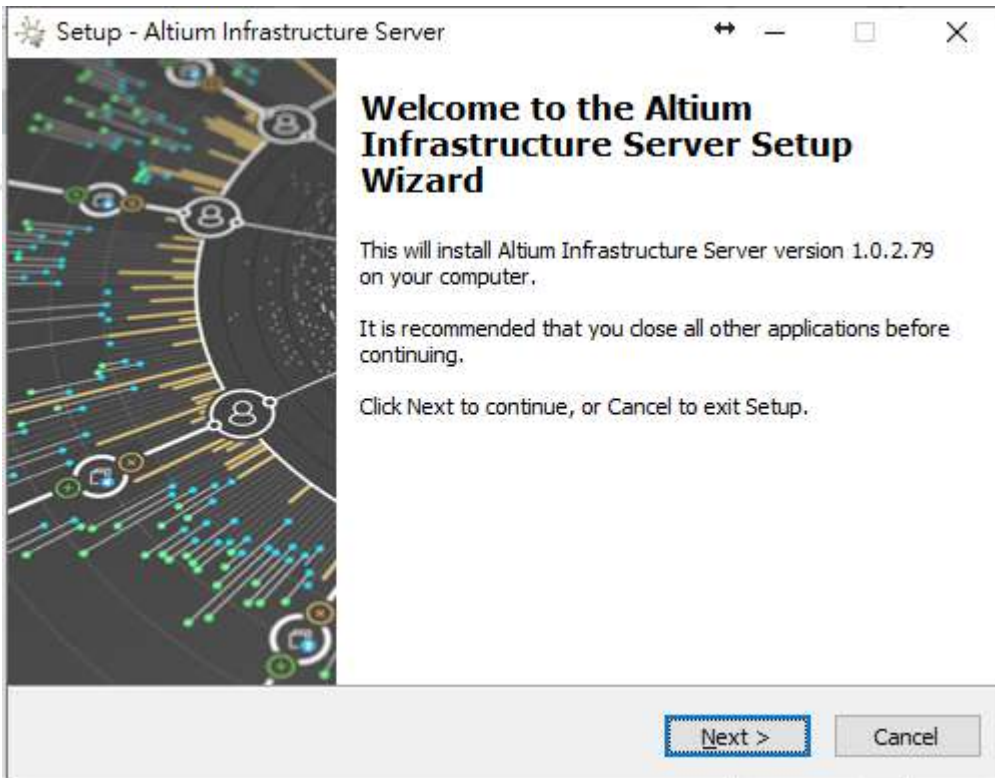 Setup - Altium Infrastructure Server
Welcome to the Altium
Infrastructure Server Setup
Wizard
This will install Altium Infrastructure Server version 1.0.2.79
on your computer.
It is recommended that you close all other applications before
continuing.
Click Next to continue, or Cancel to exit Setup.
Next >
Cancel